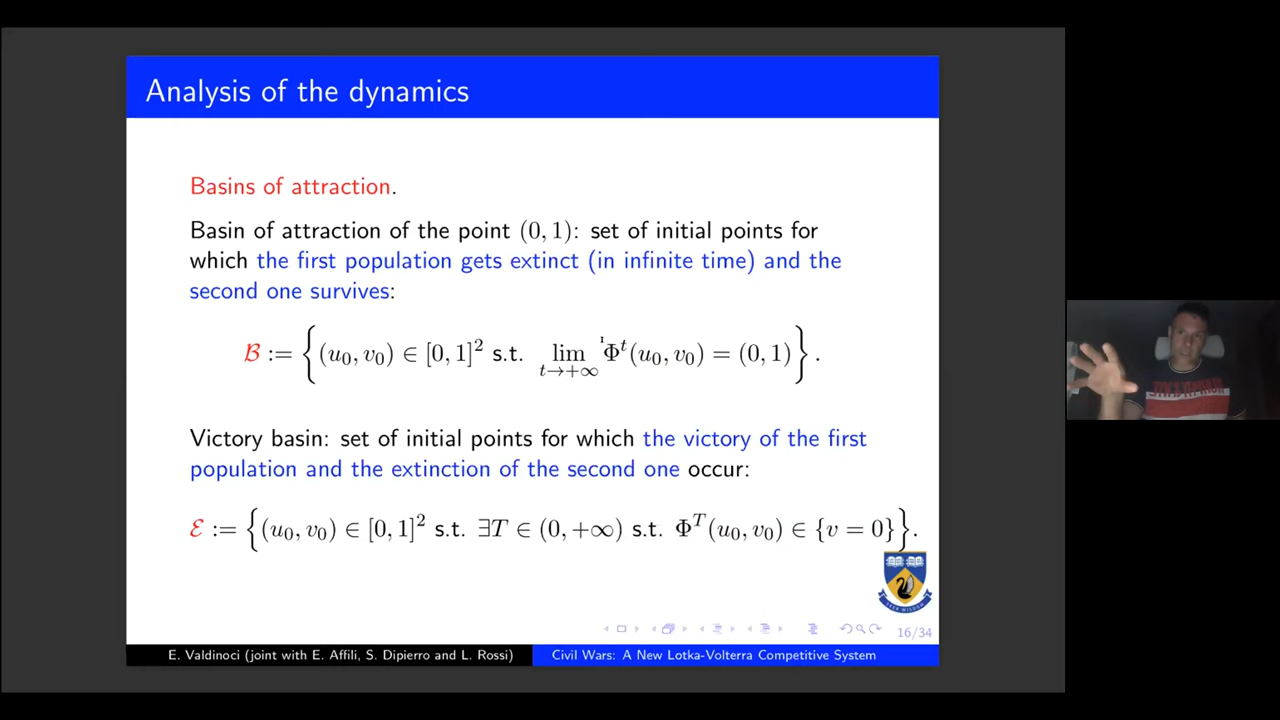 Analysis of the dynamics
Basins of attraction.
Basin of attraction of the point (0, 1): set of initial points for
which the first population gets extinct (in infinite time) and the
second one survives:
ℬ := {(u₀, v₀) ∈ [0, 1]² s.t. lim_{t→+∞} Φᵗ(u₀, v₀) = (0, 1)}.
Victory basin: set of initial points for which the victory of the first
population and the extinction of the second one occur:
ℰ := {(u₀, v₀) ∈ [0, 1]² s.t. ∃T ∈ (0, +∞) s.t. Φᵀ(u₀, v₀) ∈ {v = 0}}.
SEEK WISDOM
16/34
E. Valdinoci (joint with E. Affili, S. Dipierro and L. Rossi)
Civil Wars: A New Lotka-Volterra Competitive System